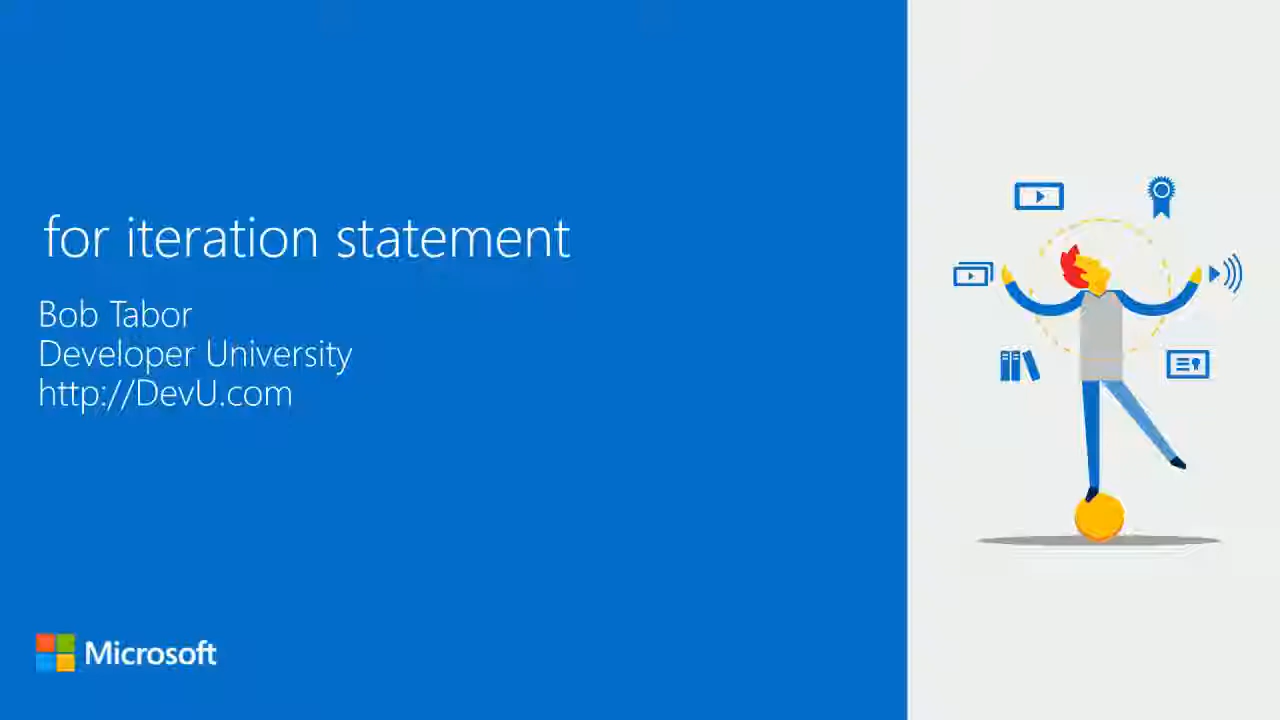 for iteration statement
Bob Tabor
Developer University
http://DevU.com
Microsoft